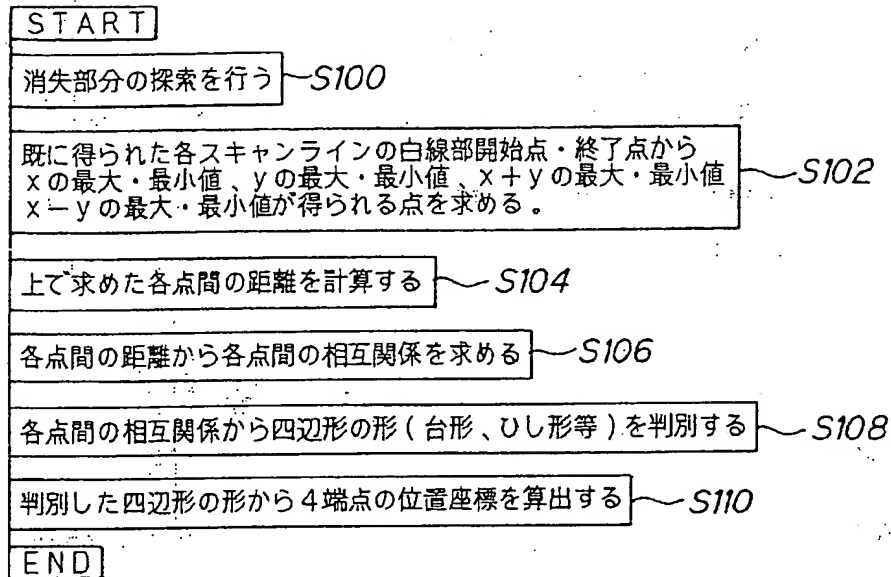 START
消失部分の探索を行う S100
既に得られた各スキャンラインの白線部開始点・終了点から
xの最大・最小値、yの最大・最小値、x+yの最大・最小値 S102
x-yの最大・最小値が得られる点を求める。
上で求めた各点間の距離を計算する S104
各点間の距離から各点間の相互関係を求める S106
各点間の相互関係から四辺形の形(台形、ひし形等)を判別する S108
判別した四辺形の形から4端点の位置座標を算出する S110
END